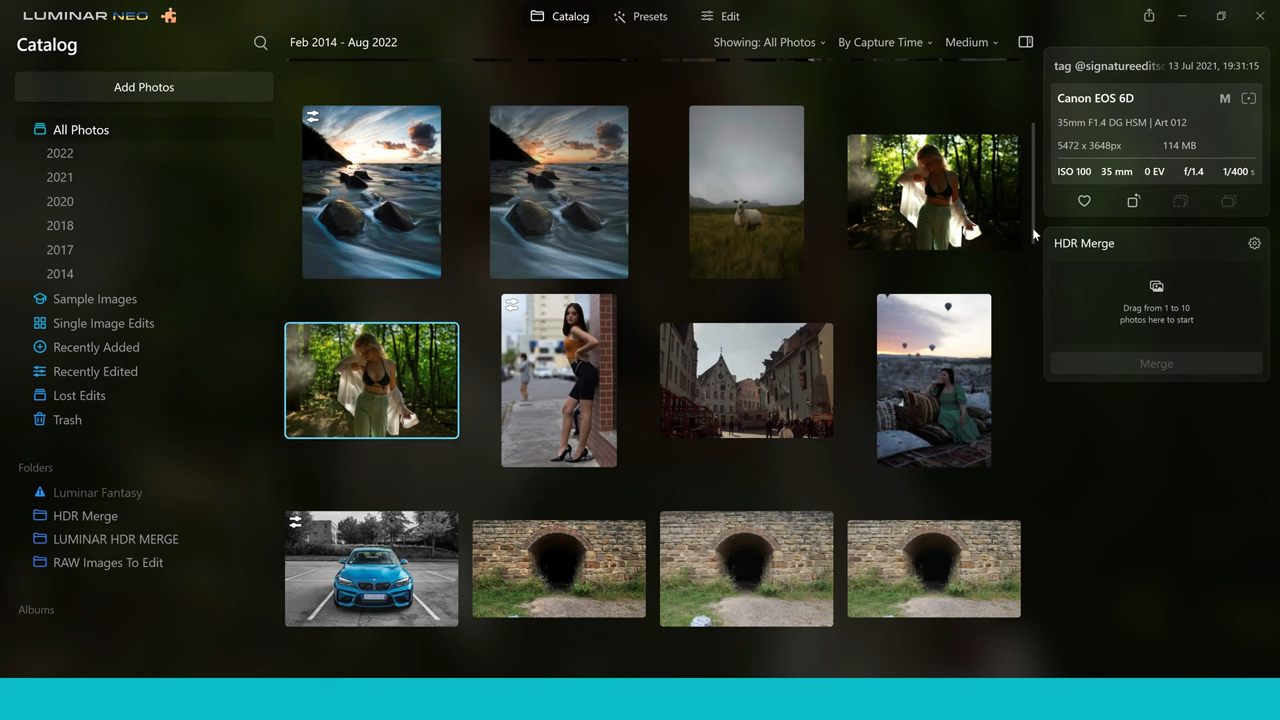 LUMINAR NEO
Catalog
Presets
Edit
Catalog
Feb 2014 - Aug 2022
Showing: All Photos
By Capture Time
Medium
Add Photos
All Photos
2022
2021
2020
2018
2017
2014
Sample Images
Single Image Edits
Recently Added
Recently Edited
Lost Edits
Trash
Folders
Luminar Fantasy
HDR Merge
LUMINAR HDR MERGE
RAW Images To Edit
Albums
tag @signatureedits 13 Jul 2021, 19:31:15
Canon EOS 6D
M
35mm F1.4 DG HSM | Art 012
5472 x 3648px
114 MB
ISO 100
35 mm
0 EV
f/1.4
1/400 s
HDR Merge
Drag from 1 to 10
photos here to start
Merge